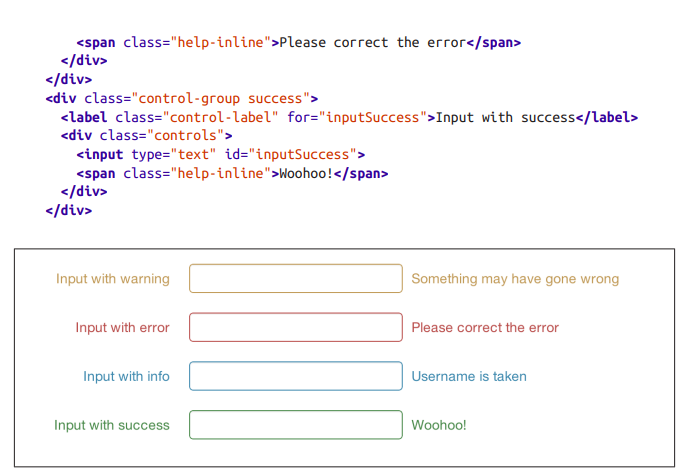 <span class="help-inline">Please correct the error</span>
</div>
</div>
<div class="control-group success">
<label class="control-label" for="inputSuccess">Input with success</label>
<div class="controls">
<input type="text" id="inputSuccess">
<span class="help-inline">Woohoo!</span>
</div>
</div>
Input with warning Something may have gone wrong
Input with error Please correct the error
Input with info Username is taken
Input with success Woohoo!